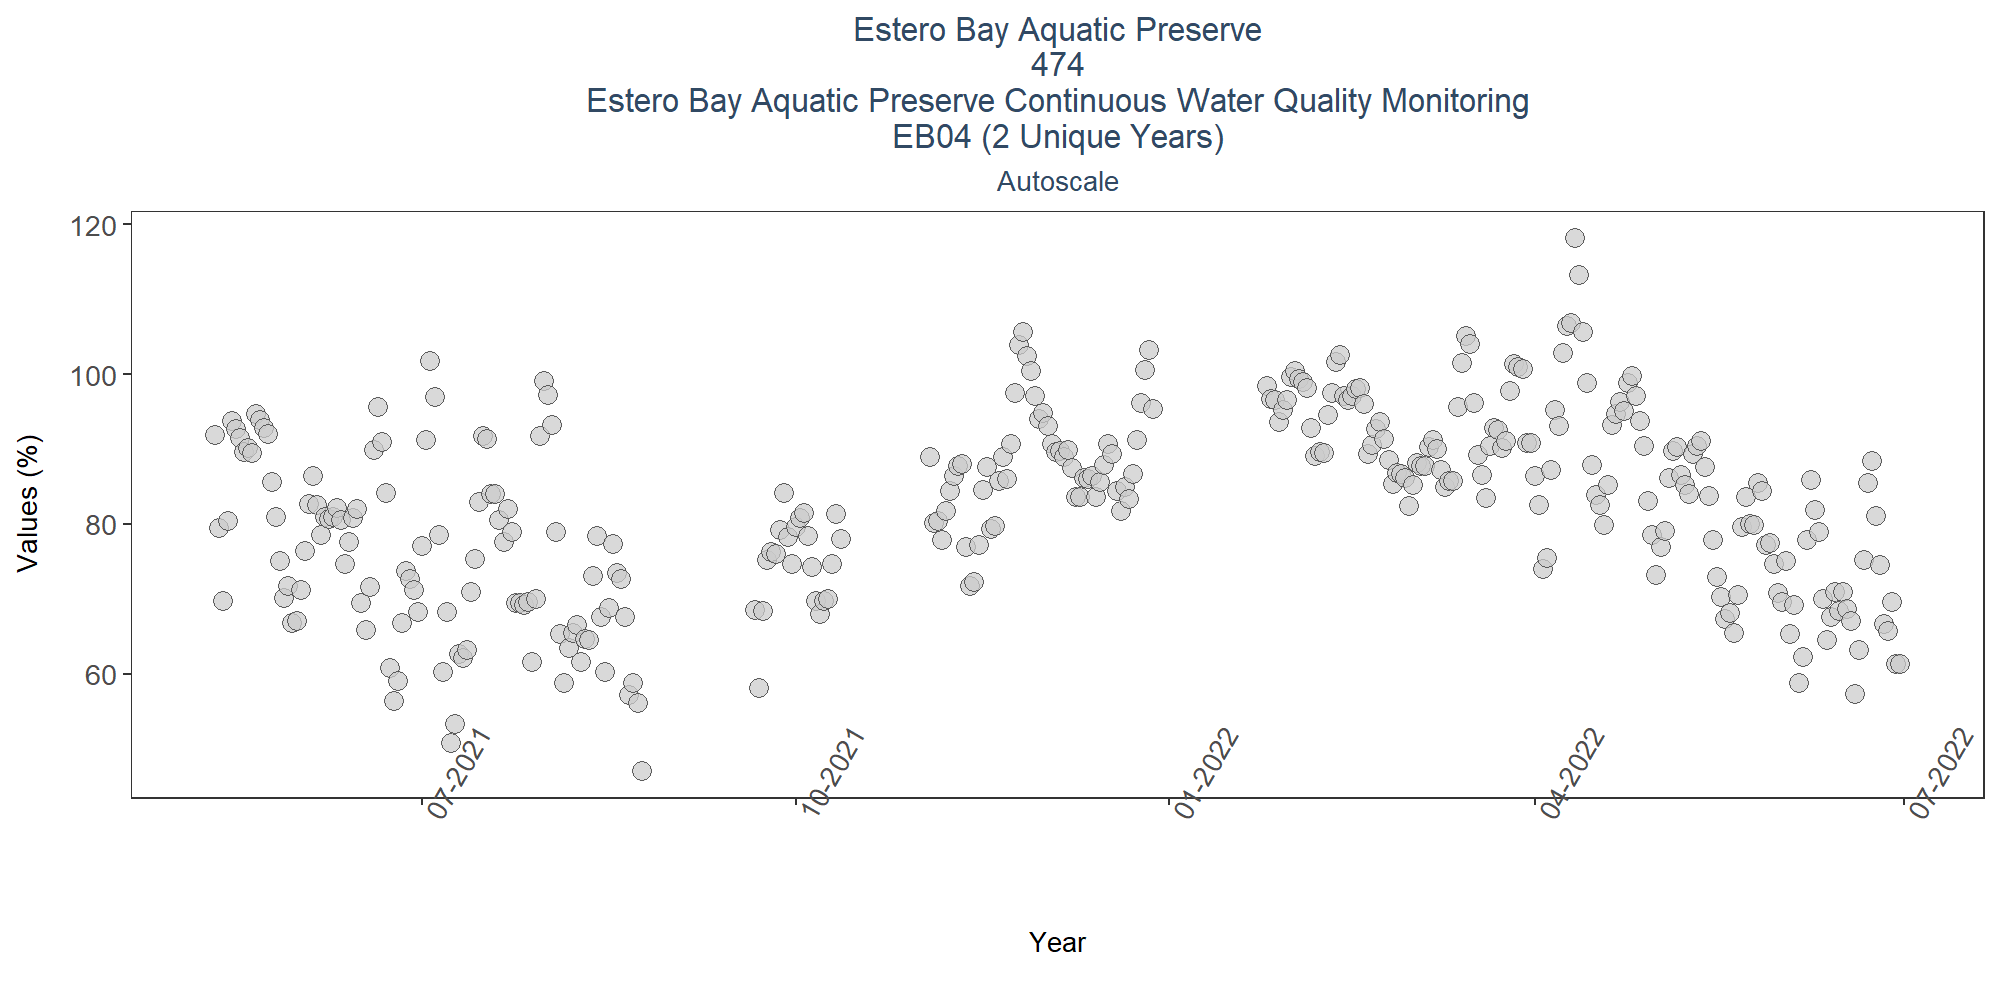 Estero Bay Aquatic Preserve
474
Estero Bay Aquatic Preserve Continuous Water Quality Monitoring
EB04 (2 Unique Years)
Autoscale
120
100
80
60
Values (%)
07-2021
10-2021
01-2022
04-2022
07-2022
Year